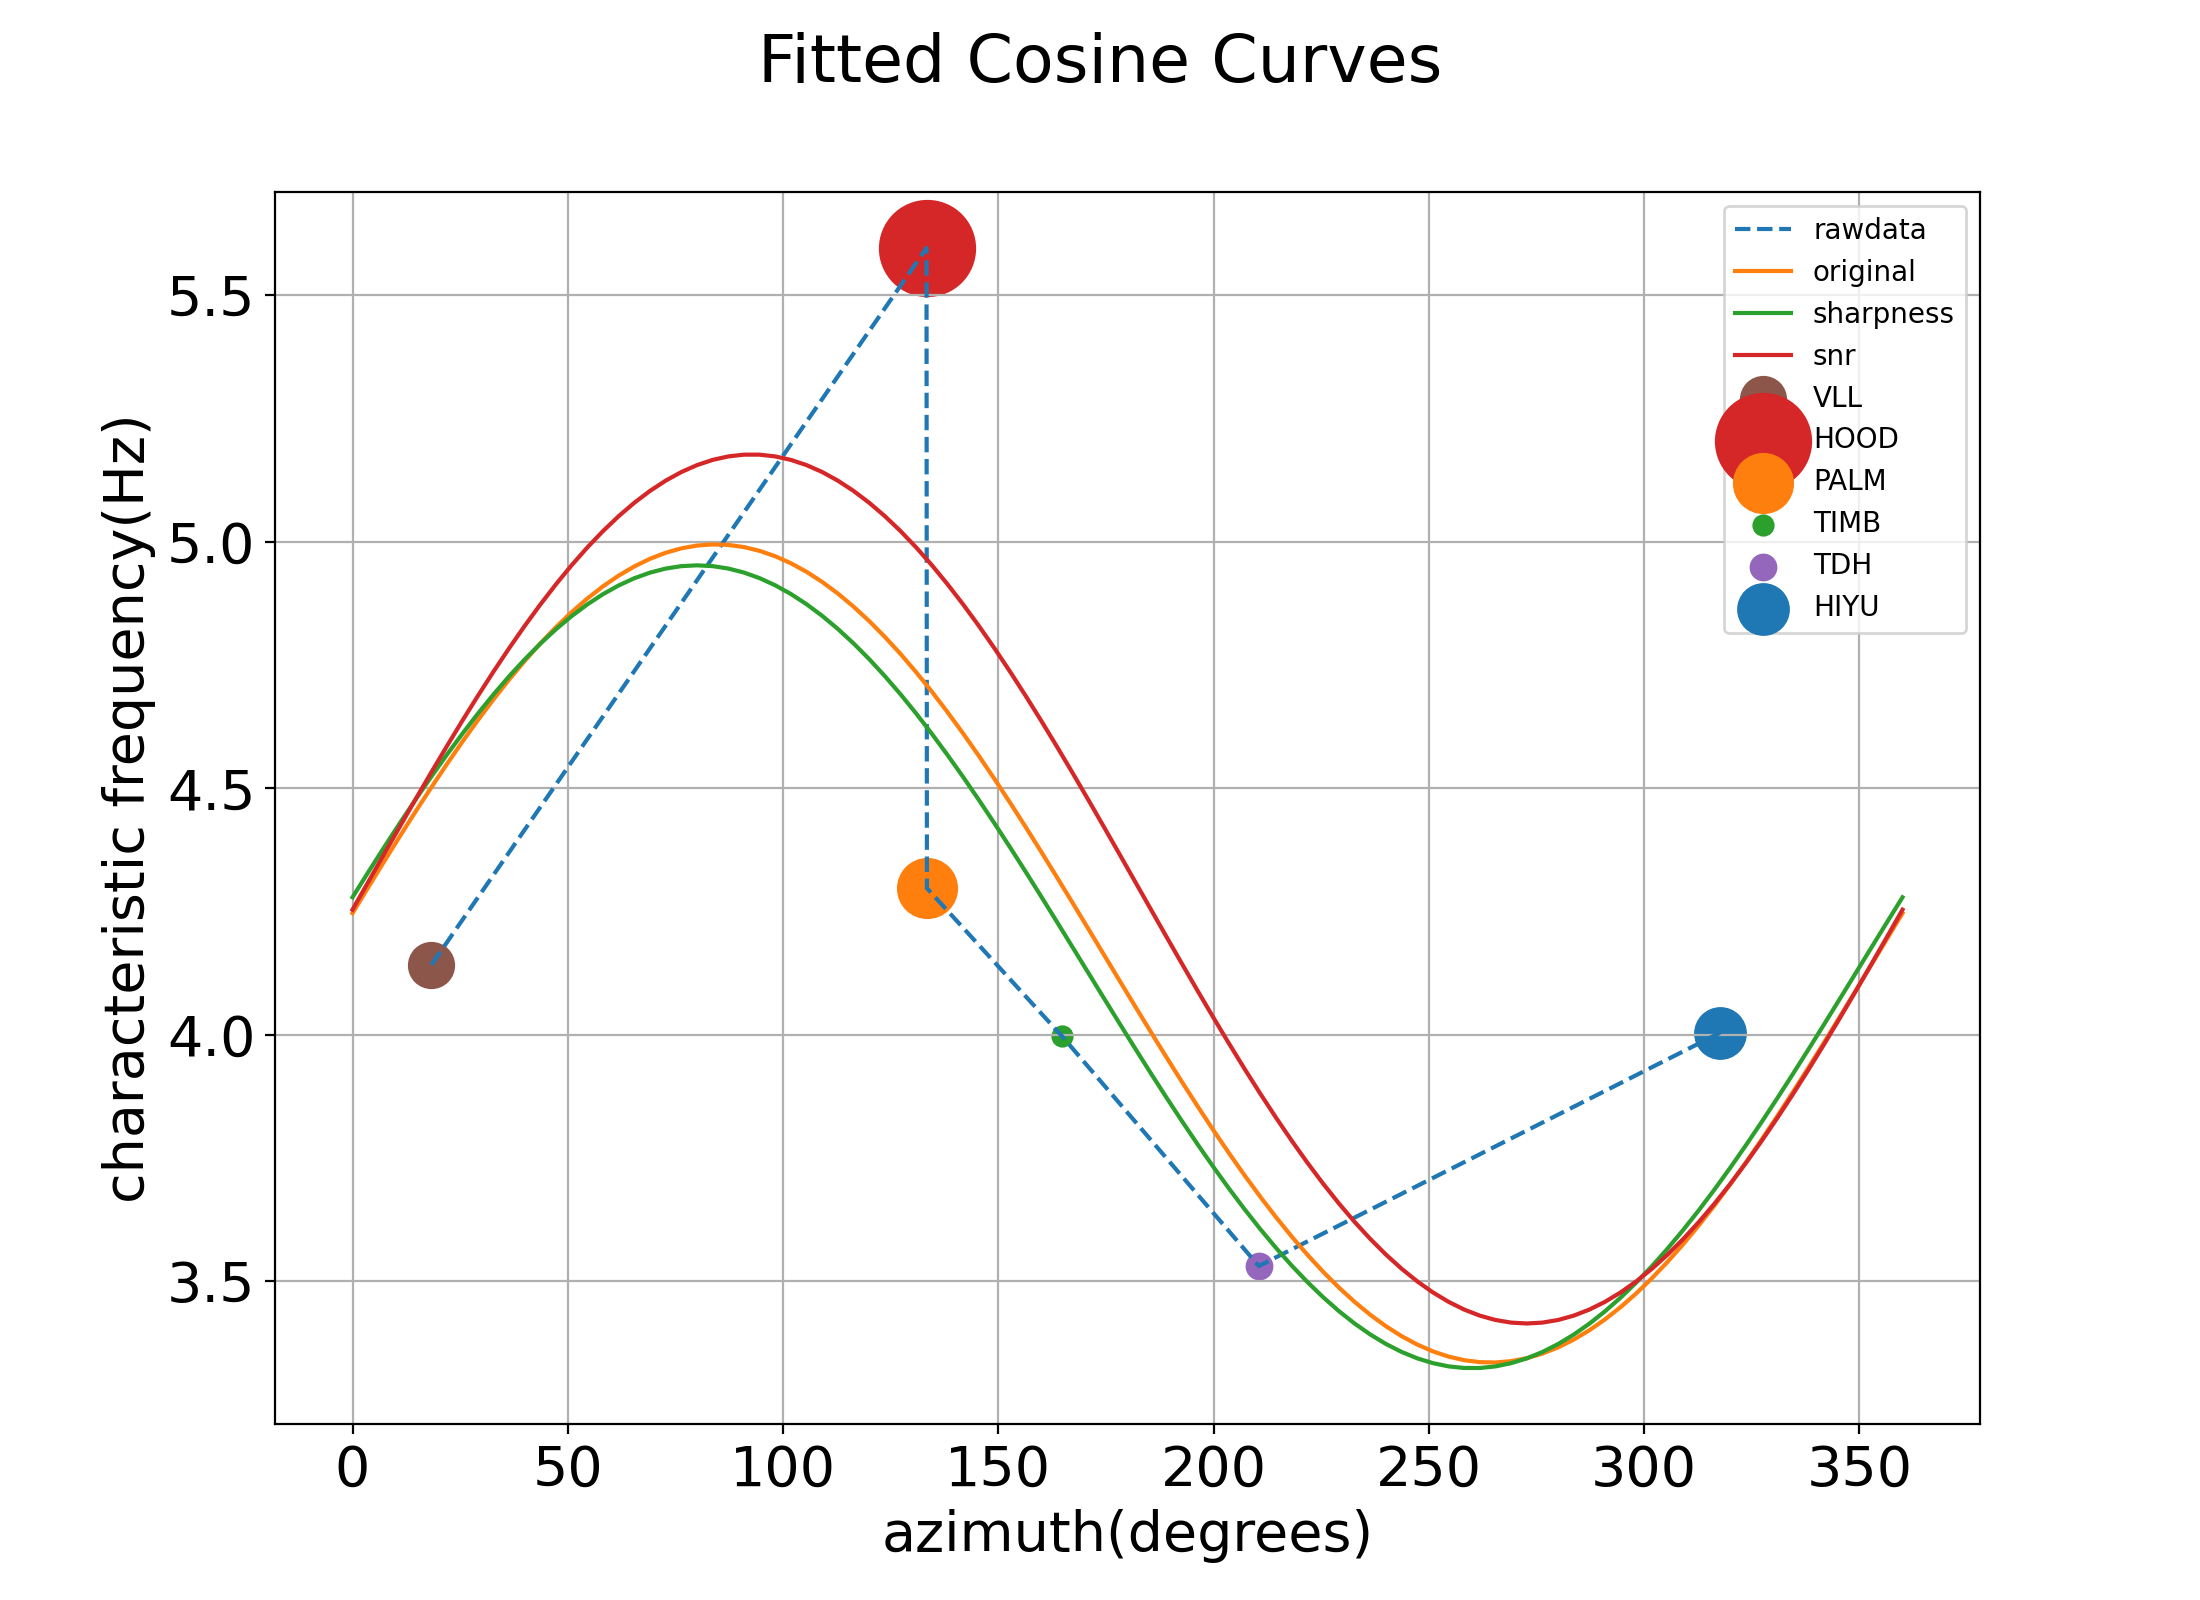 Fitted Cosine Curves
rawdata
original
sharpness
snr
VLL
HOOD
PALM
TIMB
TDH
HIYU
characteristic frequency(Hz)
5.5
5.0
4.5
4.0
3.5
0 50 100 150 200 250 300 350
azimuth(degrees)